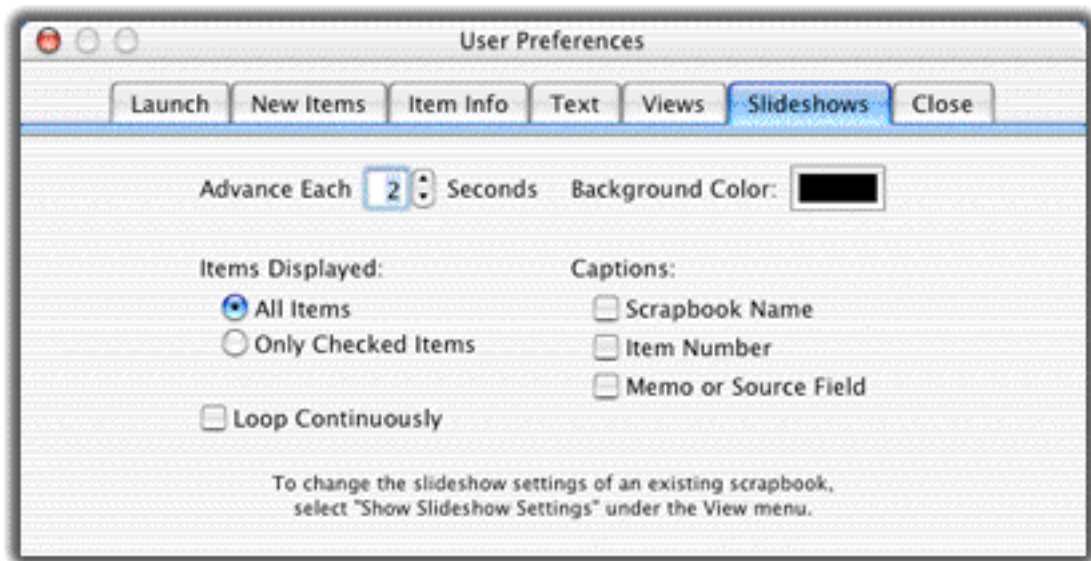 User Preferences
Launch New Items Item Info Text Views Slideshows Close
Advance Each 2 Seconds Background Color:
Items Displayed: Captions:
All Items Scrapbook Name
Only Checked Items Item Number
Memo or Source Field
Loop Continuously
To change the slideshow settings of an existing scrapbook,
select "Show Slideshow Settings" under the View menu.